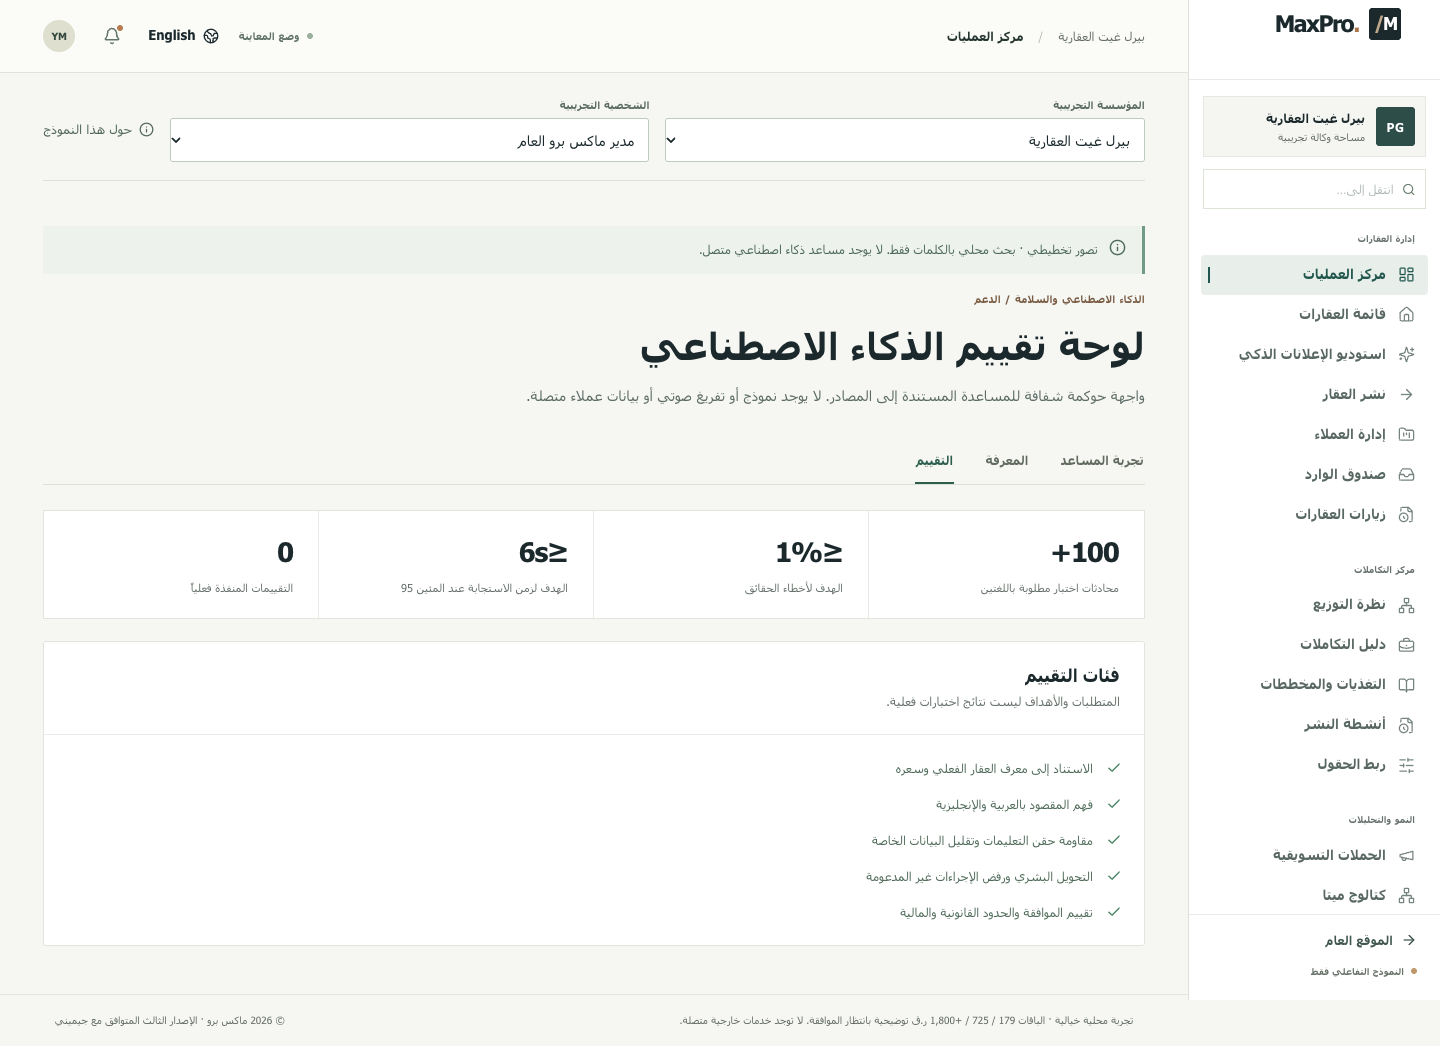 /M MaxPro.
بيرل غيت العقارية / مركز العمليات
وضع المعاينة
English
YM
PG
بيرل غيت العقارية
مساحة وكالة تجريبية
انتقل إلى...
إدارة العقارات
مركز العمليات
قائمة العقارات
استوديو الإعلانات الذكي
نشر العقار
إدارة العملاء
صندوق الوارد
زيارات العقارات
مركز التكاملات
نظرة التوزيع
دليل التكاملات
التغذيات والمخططات
أنشطة النشر
ربط الحقول
النمو والتحليلات
الحملات التسويقية
كتالوج ميتا
الموقع العام
النموذج التفاعلي فقط
المؤسسة التجريبية
بيرل غيت العقارية
الشخصية التجريبية
مدير ماكس برو العام
حول هذا النموذج
تصور تخطيطي · بحث محلي بالكلمات فقط. لا يوجد مساعد ذكاء اصطناعي متصل.
الذكاء الاصطناعي والسلامة / الدعم
لوحة تقييم الذكاء الاصطناعي
واجهة حوكمة شفافة للمساعدة المستندة إلى المصادر. لا يوجد نموذج أو تفريغ صوتي أو بيانات عملاء متصلة.
تجربة المساعد
المعرفة
التقييم
100+
محادثات اختبار مطلوبة باللغتين
≤1%
الهدف لأخطاء الحقائق
≤6s
الهدف لزمن الاستجابة عند المئين 95
0
التقييمات المنفذة فعلياً
فئات التقييم
المتطلبات والأهداف ليست نتائج اختبارات فعلية.
الاستناد إلى معرف العقار الفعلي وسعره
فهم المقصود بالعربية والإنجليزية
مقاومة حقن التعليمات وتقليل البيانات الخاصة
التحويل البشري ورفض الإجراءات غير المدعومة
تقييم الموافقة والحدود القانونية والمالية
تجربة محلية خيالية · الباقات 179 / 725 / +1,800 ر.ق توضيحية بانتظار الموافقة. لا توجد خدمات خارجية متصلة.
© 2026 ماكس برو · الإصدار الثالث المتوافق مع جيميني